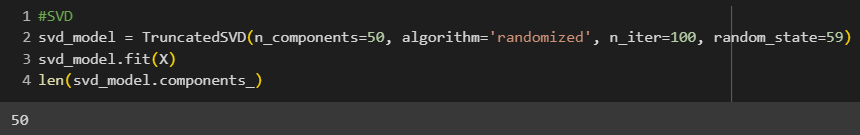 1 #SVD
2 svd_model = TruncatedSVD(n_components=50, algorithm='randomized', n_iter=100, random_state=59)
3 svd_model.fit(X)
4 len(svd_model.components_)
50